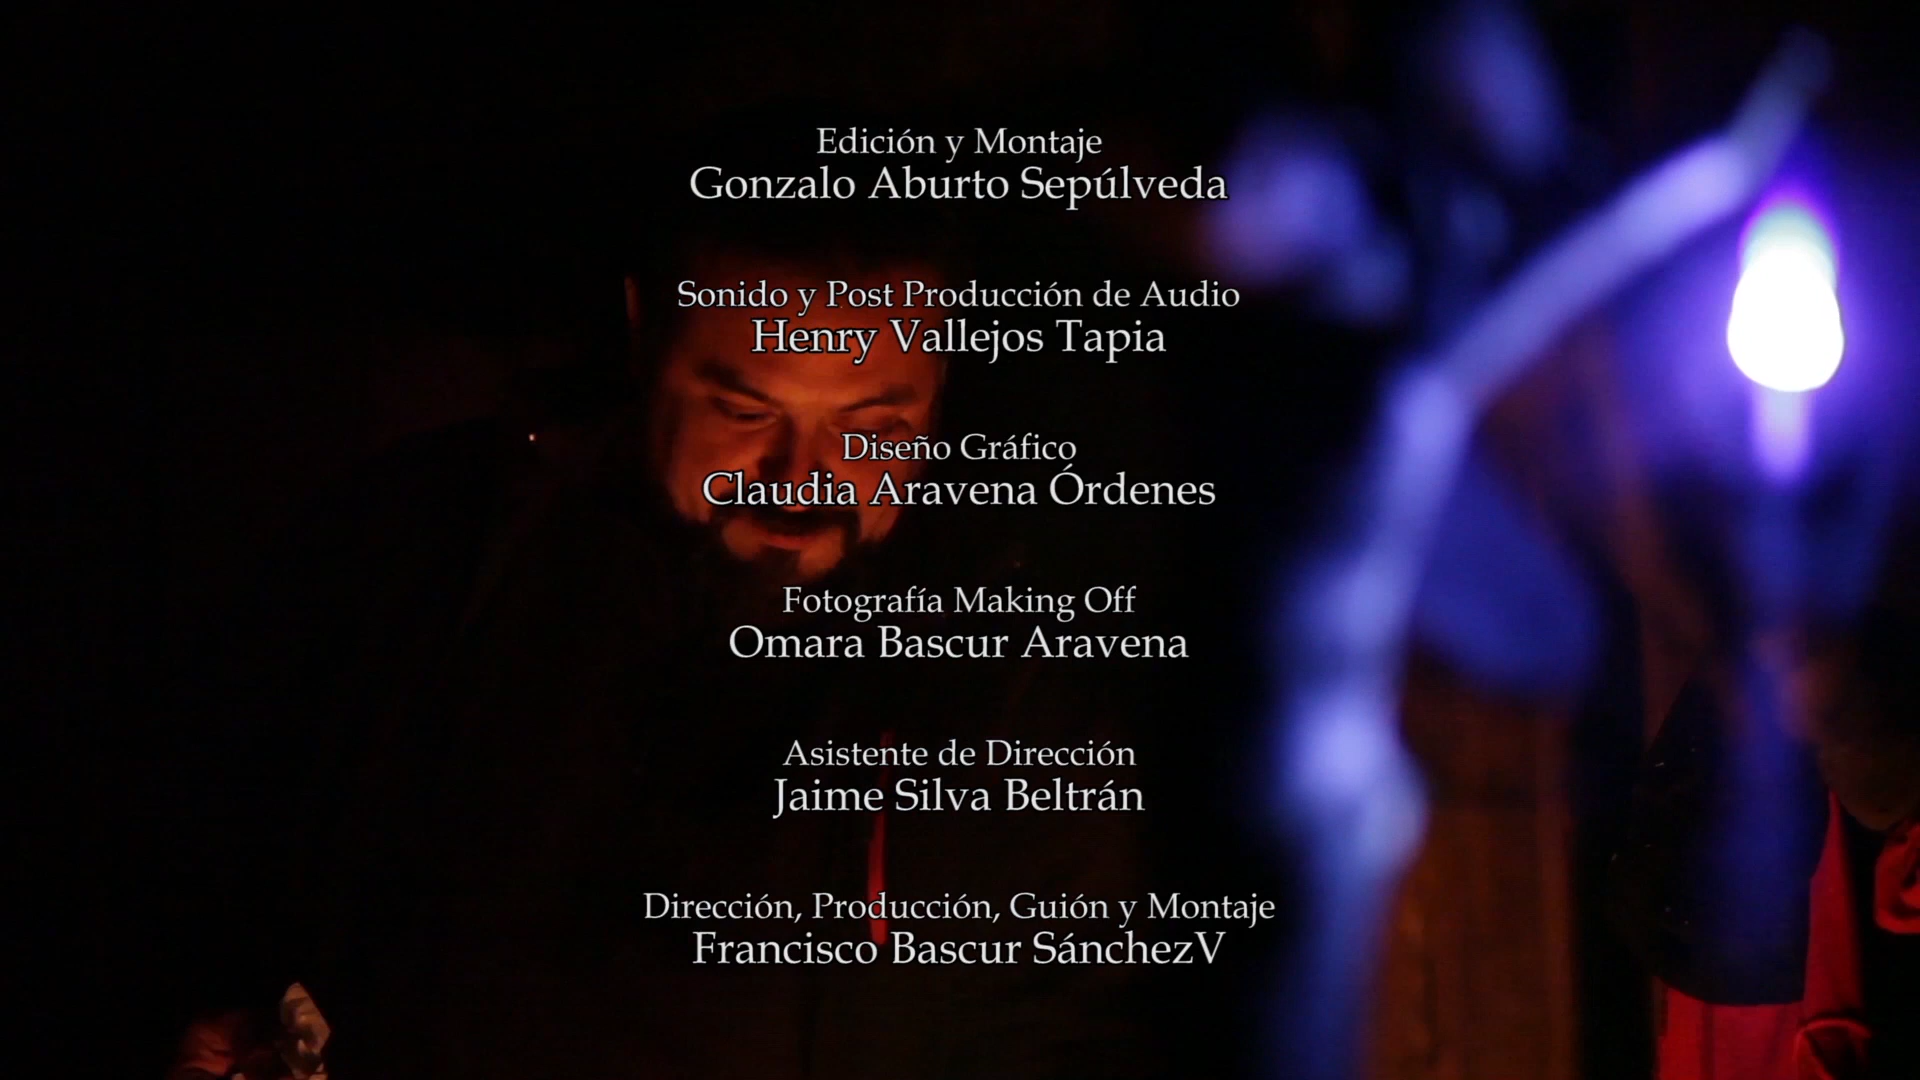 Edición y Montaje
Gonzalo Aburto Sepúlveda
Sonido y Post Producción de Audio
Henry Vallejos Tapia
Diseño Gráfico
Claudia Aravena Órdenes
Fotografía Making Off
Omara Bascur Aravena
Asistente de Dirección
Jaime Silva Beltrán
Dirección, Producción, Guión y Montaje
Francisco Bascur SánchezV